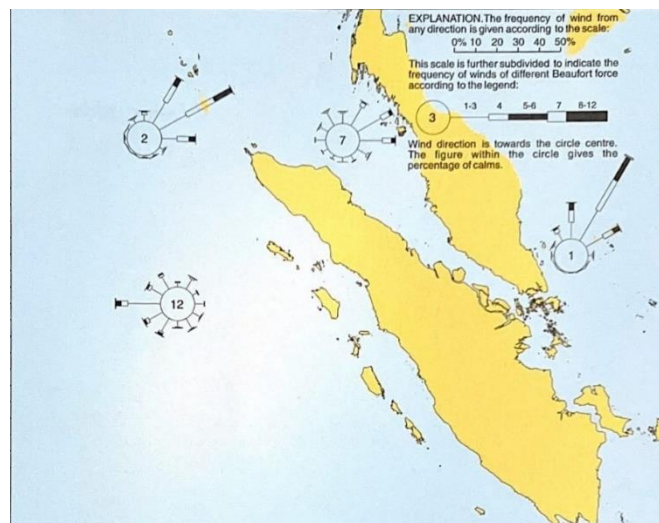 EXPLANATION.The frequency of wind from
any direction is given according to the scale:
0% 10 20 30 40 50%
This scale is further subdivided to indicate the
frequency of winds of different Beaufort force
according to the legend:
1-3 4 5-6 7 8-12
3
Wind direction is towards the circle centre.
The figure within the circle gives the
percentage of calms.
2
7
1
12